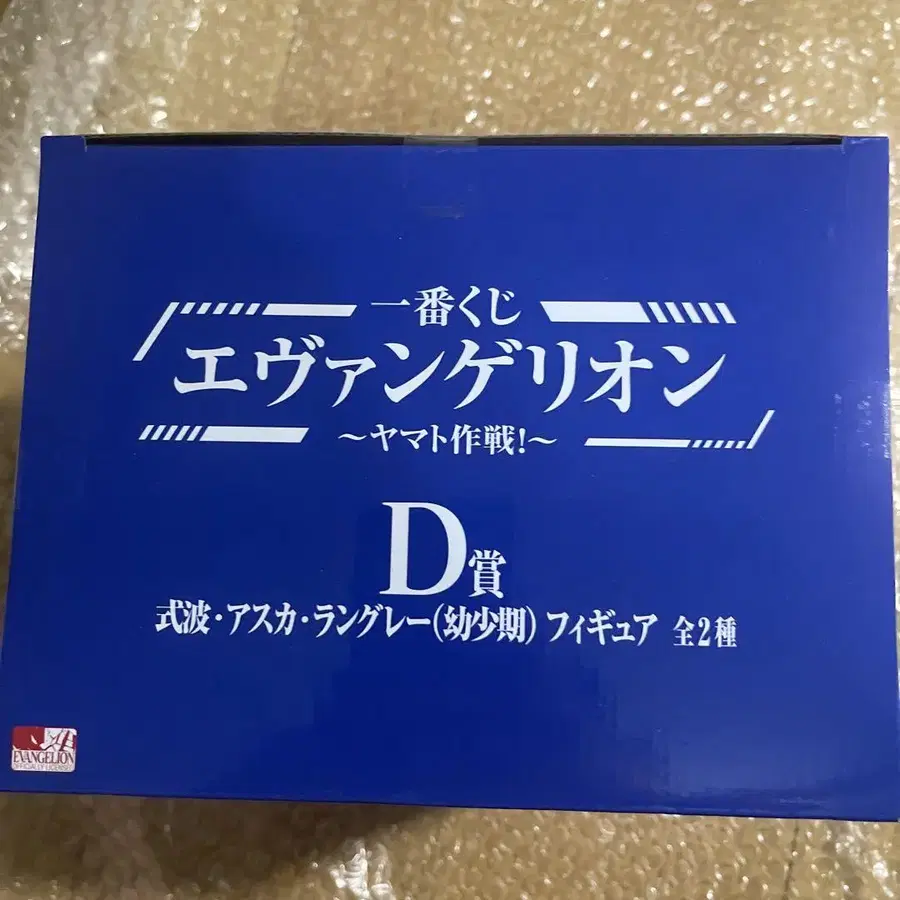 一番くじ
エヴァンゲリオン
～ヤマト作戦!～
D賞
式波・アスカ・ラングレー(幼少期) フィギュア 全2種
EVANGELION
OFFICIALLY LICENSED